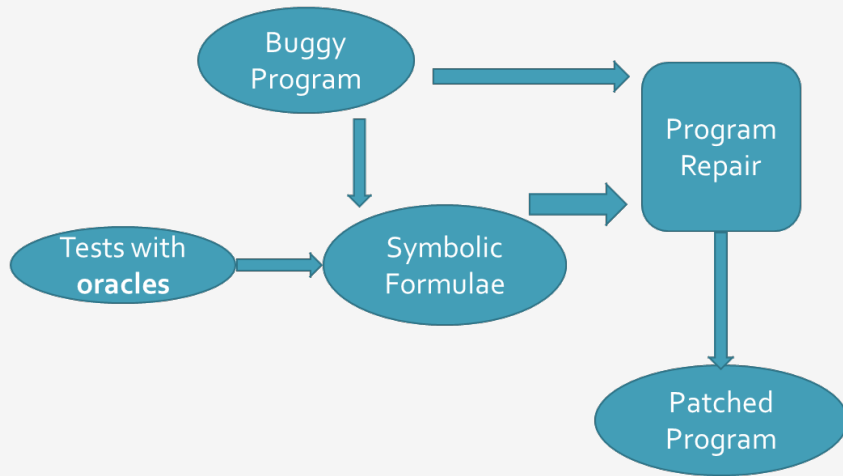 Buggy
Program
Program
Repair
Tests with
oracles
Symbolic
Formulae
Patched
Program